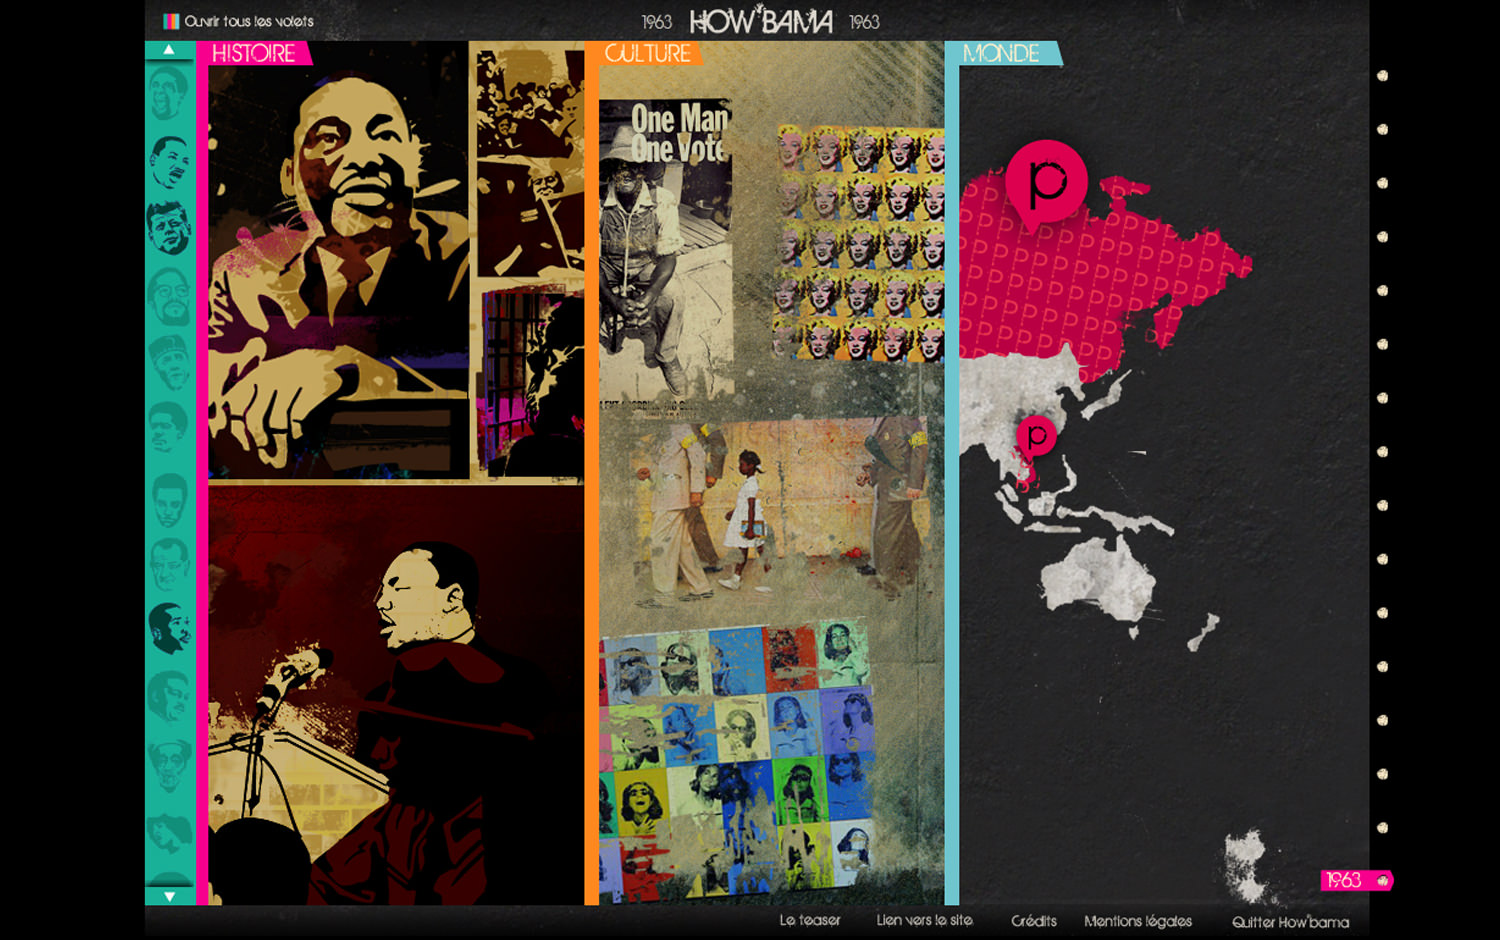 Ouvrir tous les volets
1963 HOW'BAMA 1963
HISTOIRE
CULTURE
MONDE
One Man
One Vote
P
P
1963
Le teaser
Lien vers le site
Crédits
Mentions légales
Quitter How'bama